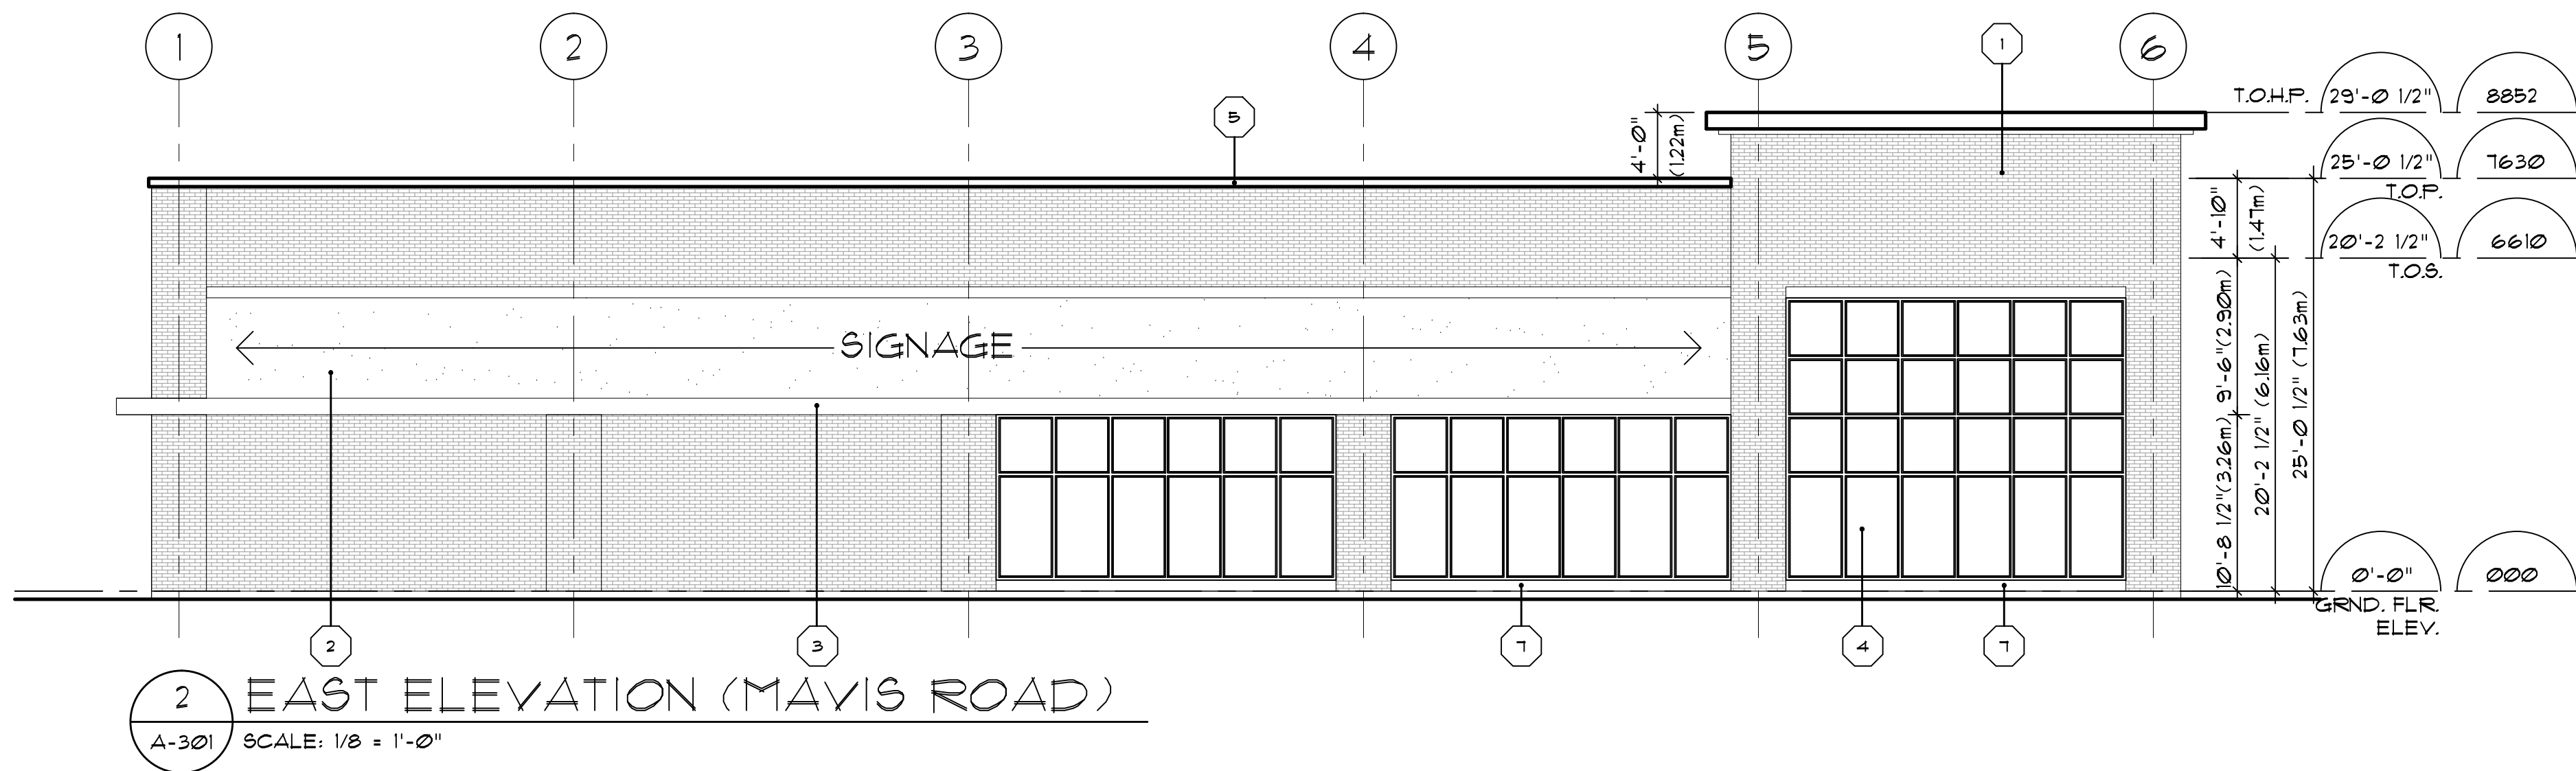 1 2 3 4 5 1 6
T.O.H.P. 29'-0 1/2" 8852
5
4'-0"
(1.22m)
25'-0 1/2" 7630
T.O.P.
4'-10"
(1.47m)
20'-2 1/2" 6610
T.O.S.
SIGNAGE
9'-6"(2.90m)
10'-8 1/2"(3.26m)
20'-2 1/2" (6.16m)
25'-0 1/2" (7.63m)
0'-0" 000
GRND. FLR.
ELEV.
2 3 7 4 7
2
A-301
EAST ELEVATION (MAVIS ROAD)
SCALE: 1/8 = 1'-0"